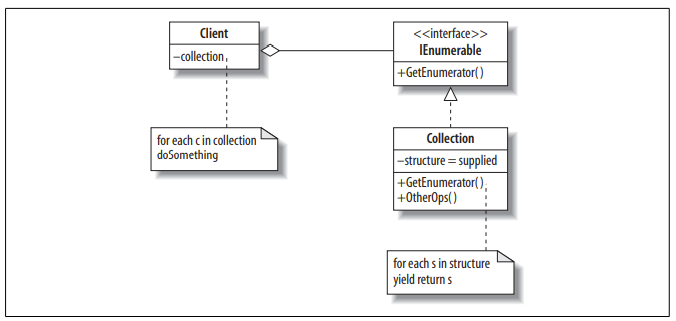 Client
–collection
for each c in collection
doSomething
<<interface>>
IEnumerable
+GetEnumerator()
Collection
–structure = supplied
+GetEnumerator()
+OtherOps()
for each s in structure
yield return s